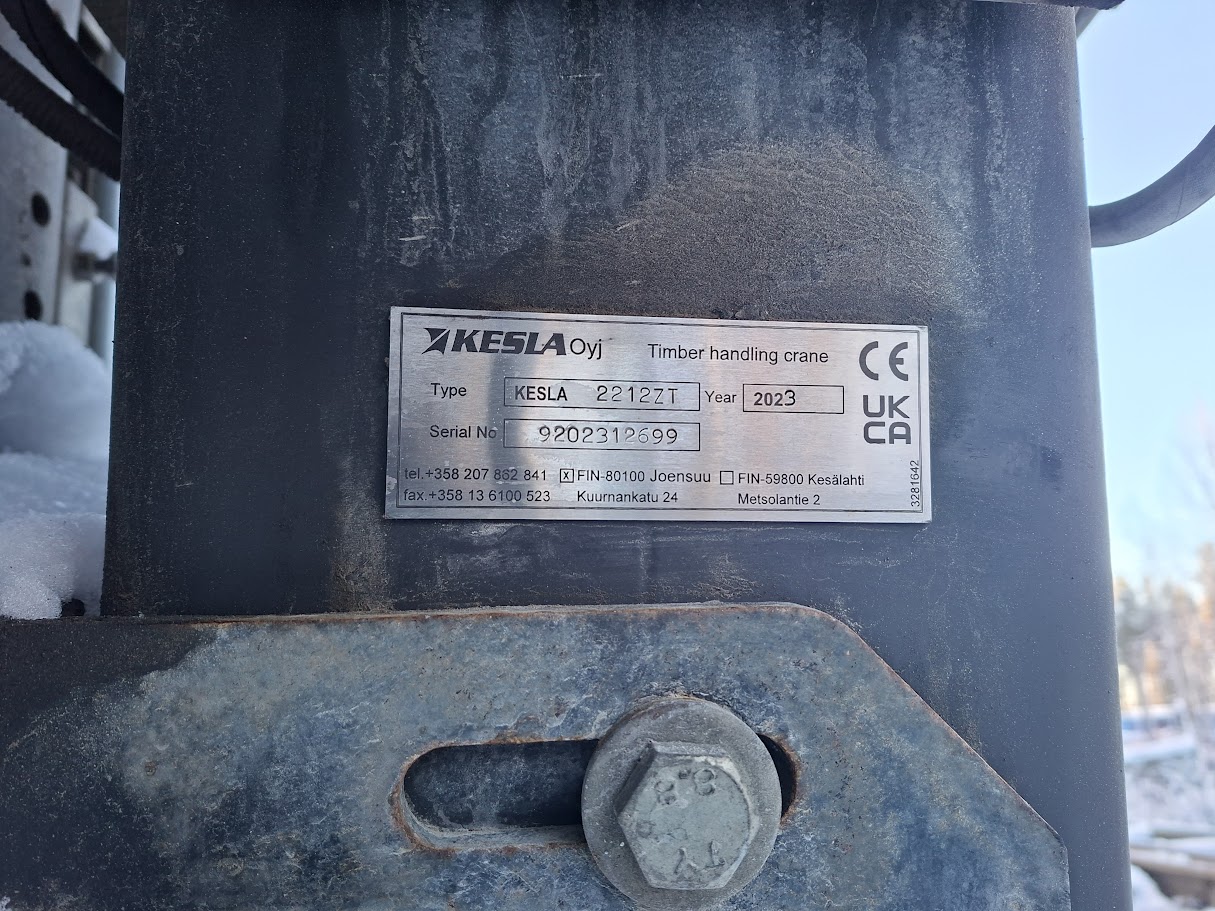 KESLA Oyj Timber handling crane CE
Type KESLA 2212ZT Year 2023 UK CA
Serial No 9202312699
tel.+358 207 862 841 ☒ FIN-80100 Joensuu ☐ FIN-59800 Kesälahti
fax.+358 13 6100 523 Kuurnankatu 24 Metsolantie 2
3281642
8.8
TY